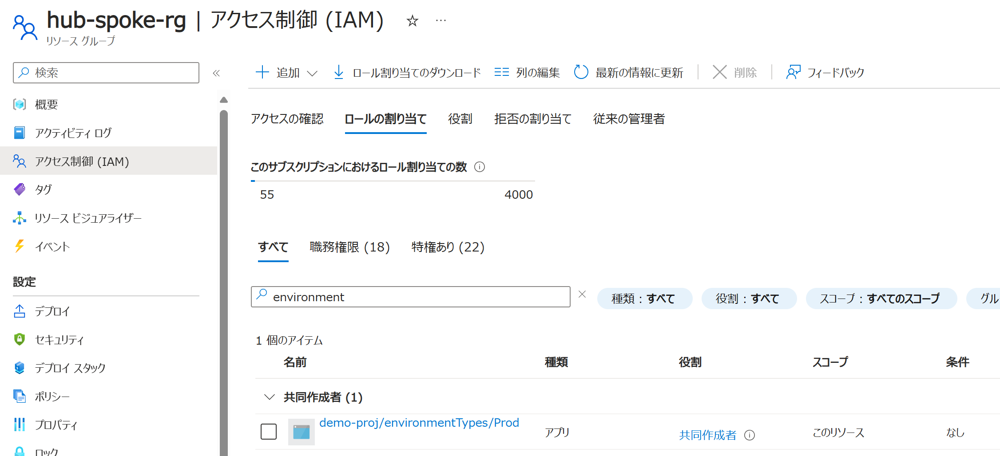 hub-spoke-rg | アクセス制御 (IAM)
リソース グループ
検索
概要
アクティビティ ログ
アクセス制御 (IAM)
タグ
リソース ビジュアライザー
イベント
設定
デプロイ
セキュリティ
デプロイ スタック
ポリシー
プロパティ
ロック
追加
ロール割り当てのダウンロード
列の編集
最新の情報に更新
削除
フィードバック
アクセスの確認
ロールの割り当て
役割
拒否の割り当て
従来の管理者
このサブスクリプションにおけるロール割り当ての数
55
4000
すべて
職務権限 (18)
特権あり (22)
environment
種類 : すべて
役割 : すべて
スコープ : すべてのスコープ
グル
1 個のアイテム
名前
種類
役割
スコープ
条件
共同作成者 (1)
demo-proj/environmentTypes/Prod
アプリ
共同作成者
このリソース
なし